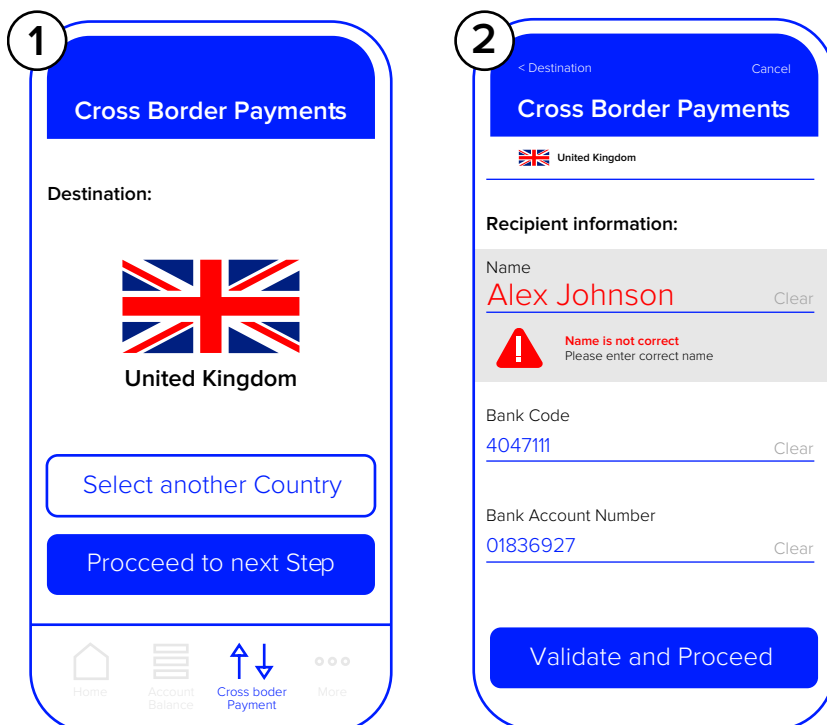 1
Cross Border Payments
Destination:
United Kingdom
Select another Country
Procceed to next Step
Home
Account
Balance
Cross boder
Payment
More
2
< Destination
Cancel
Cross Border Payments
United Kingdom
Recipient information:
Name
Alex Johnson
Clear
Name is not correct
Please enter correct name
Bank Code
4047111
Clear
Bank Account Number
01836927
Clear
Validate and Proceed